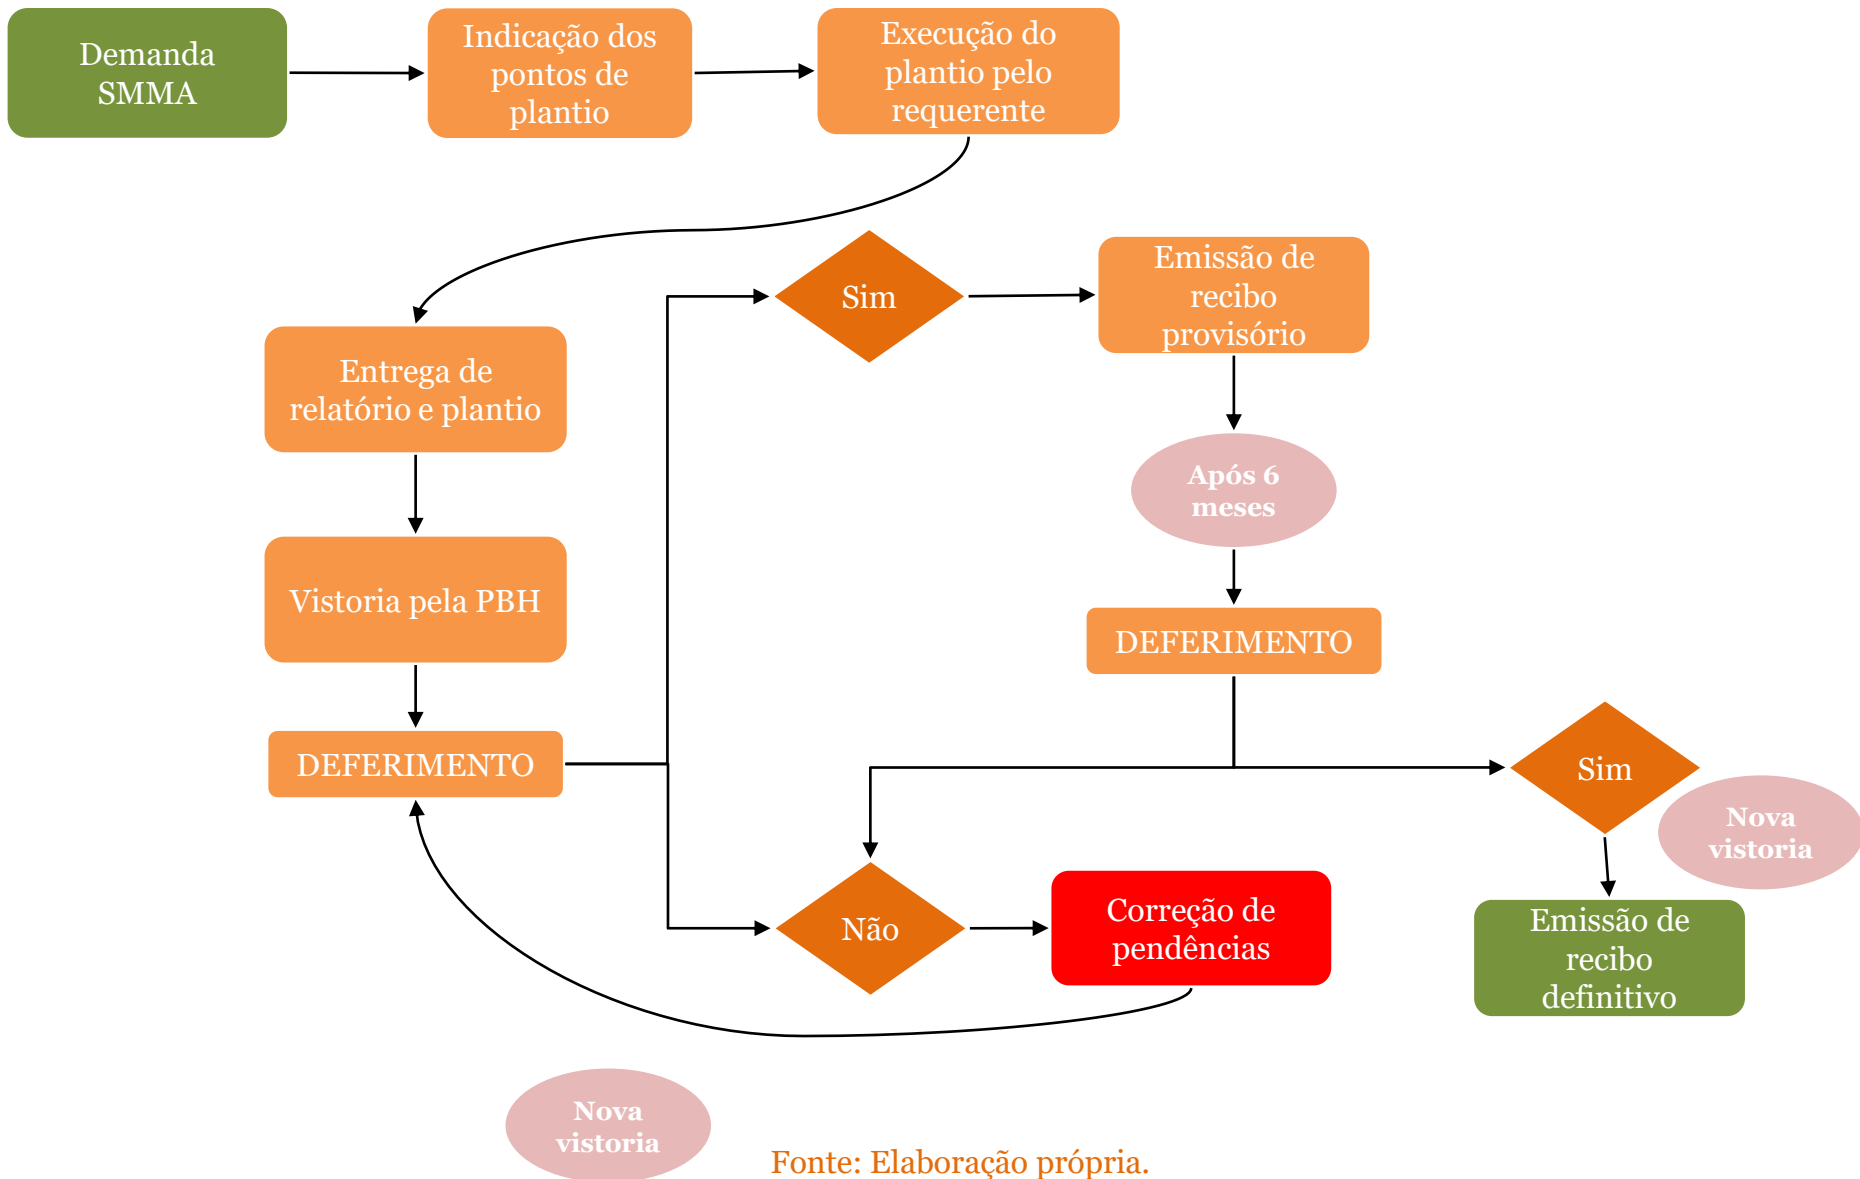 Demanda
SMMA
Indicação dos
pontos de
plantio
Execução do
plantio pelo
requerente
Entrega de
relatório e plantio
Vistoria pela PBH
DEFERIMENTO
Sim
Emissão de
recibo
provisório
Após 6
meses
DEFERIMENTO
Sim
Nova
vistoria
Não
Correção de
pendências
Emissão de
recibo
definitivo
Nova
vistoria
Fonte: Elaboração própria.